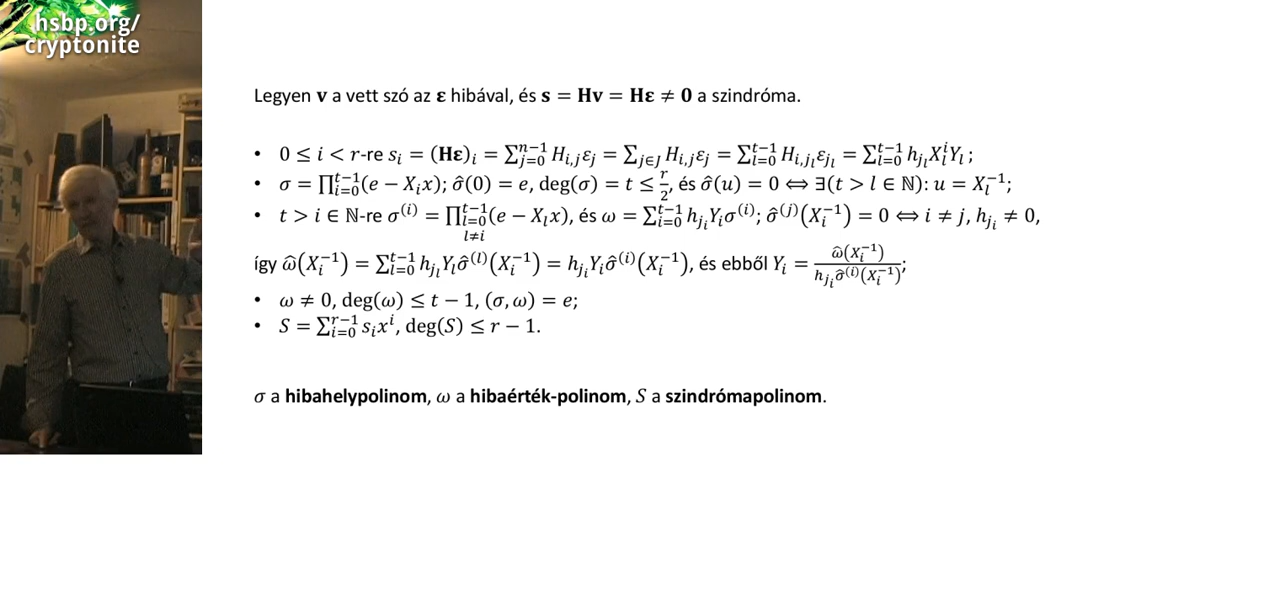 hsbp.org/
cryptonite
Legyen 𝐯 a vett szó az 𝛆 hibával, és 𝐬 = 𝐇𝐯 = 𝐇𝛆 ≠ 𝟎 a szindróma.
• 0 ≤ i < r-re s_i = (𝐇𝛆)_i = ∑_{j=0}^{n−1} H_{i,j}ε_j = ∑_{j∈J} H_{i,j}ε_j = ∑_{l=0}^{t−1} H_{i,j_l}ε_{j_l} = ∑_{l=0}^{t−1} h_{j_l}X_l^i Y_l;
• σ = ∏_{i=0}^{t−1}(e − X_i x); σ̂(0) = e, deg(σ) = t ≤ r/2, és σ̂(u) = 0 ⇔ ∃(t > l ∈ ℕ): u = X_l^{−1};
• t > i ∈ ℕ-re σ^{(i)} = ∏_{l=0, l≠i}^{t−1}(e − X_l x), és ω = ∑_{i=0}^{t−1} h_{j_i}Y_iσ^{(i)}; σ̂^{(j)}(X_i^{−1}) = 0 ⇔ i ≠ j, h_{j_i} ≠ 0,
így ω̂(X_i^{−1}) = ∑_{l=0}^{t−1} h_{j_l}Y_lσ̂^{(l)}(X_i^{−1}) = h_{j_i}Y_iσ̂^{(i)}(X_i^{−1}), és ebből Y_i = ω̂(X_i^{−1})/(h_{j_i}σ̂^{(i)}(X_i^{−1}));
• ω ≠ 0, deg(ω) ≤ t − 1, (σ, ω) = e;
• S = ∑_{i=0}^{r−1} s_i x^i, deg(S) ≤ r − 1.
σ a hibahelypolinom, ω a hibaérték-polinom, S a szindrómapolinom.